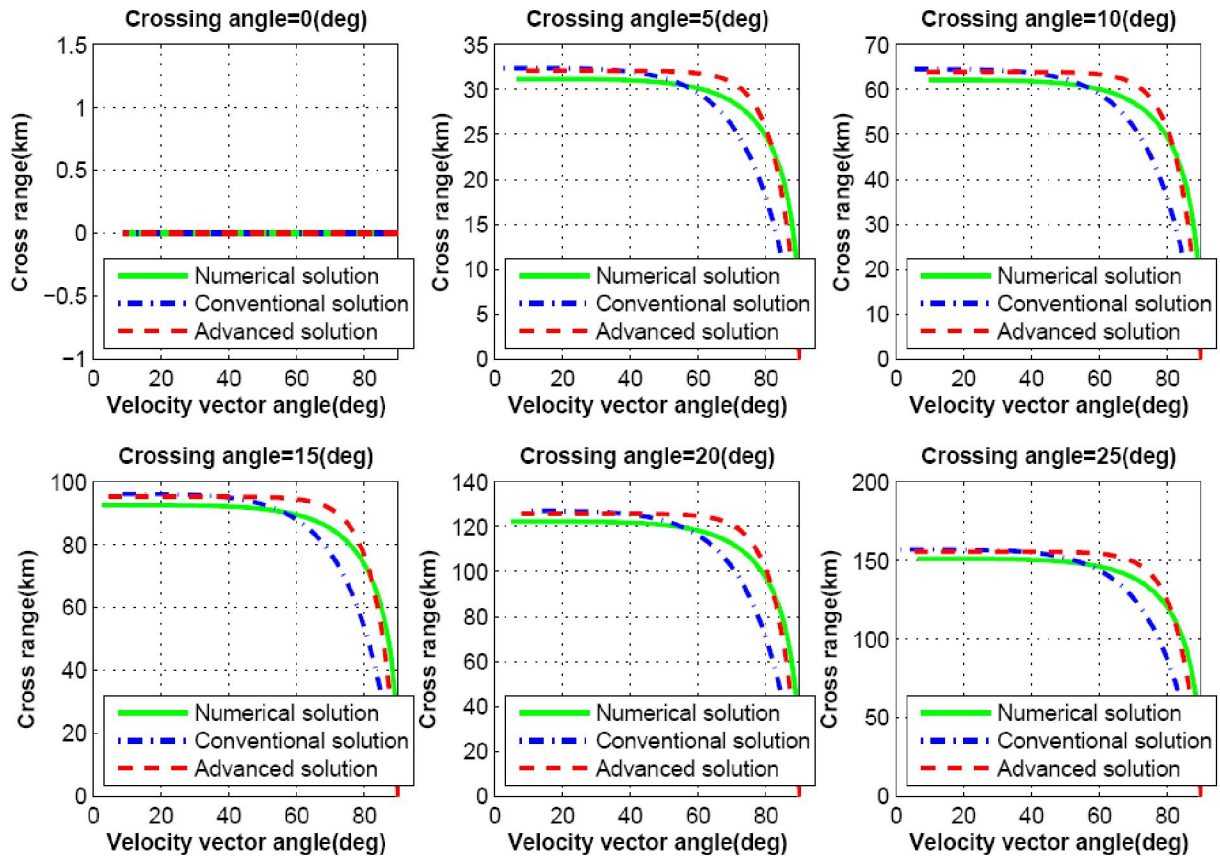 Crossing angle=0(deg)
1.5
1
0.5
0
−0.5
−1
0 20 40 60 80
Cross range(km)
Velocity vector angle(deg)
Numerical solution
Conventional solution
Advanced solution
Crossing angle=5(deg)
35
30
25
20
15
10
5
0
0 20 40 60 80
Cross range(km)
Velocity vector angle(deg)
Numerical solution
Conventional solution
Advanced solution
Crossing angle=10(deg)
70
60
50
40
30
20
10
0
0 20 40 60 80
Cross range(km)
Velocity vector angle(deg)
Numerical solution
Conventional solution
Advanced solution
Crossing angle=15(deg)
100
80
60
40
20
0
0 20 40 60 80
Cross range(km)
Velocity vector angle(deg)
Numerical solution
Conventional solution
Advanced solution
Crossing angle=20(deg)
140
120
100
80
60
40
20
0
0 20 40 60 80
Cross range(km)
Velocity vector angle(deg)
Numerical solution
Conventional solution
Advanced solution
Crossing angle=25(deg)
200
150
100
50
0
0 20 40 60 80
Cross range(km)
Velocity vector angle(deg)
Numerical solution
Conventional solution
Advanced solution